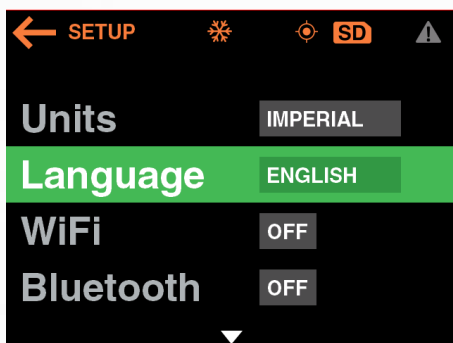 SETUP SD
Units IMPERIAL
Language ENGLISH
WiFi OFF
Bluetooth OFF